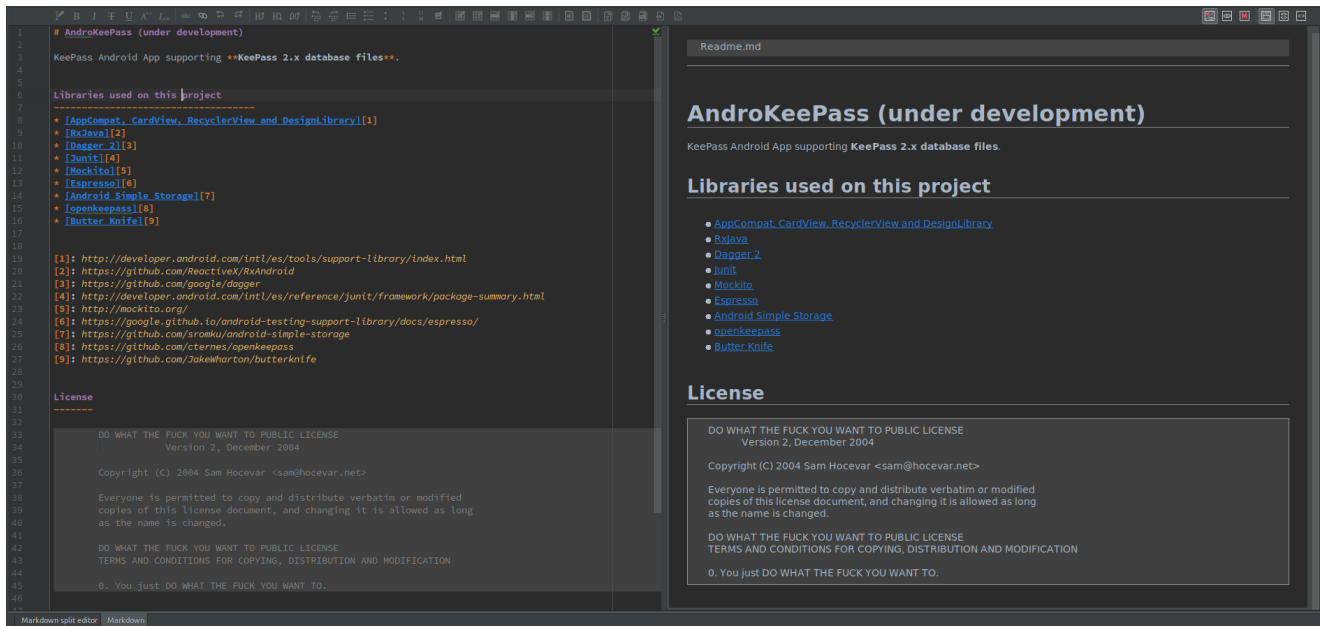 # AndroKeePass (under development)
KeePass Android App supporting **KeePass 2.x database files**.
Libraries used on this project
------------------------------------
* [AppCompat, CardView, RecyclerView and DesignLibrary][1]
* [RxJava][2]
* [Dagger 2][3]
* [Junit][4]
* [Mockito][5]
* [Espresso][6]
* [Android Simple Storage][7]
* [openkeepass][8]
* [Butter Knife][9]
[1]: http://developer.android.com/intl/es/tools/support-library/index.html
[2]: https://github.com/ReactiveX/RxAndroid
[3]: https://github.com/google/dagger
[4]: http://developer.android.com/intl/es/reference/junit/framework/package-summary.html
[5]: http://mockito.org/
[6]: https://google.github.io/android-testing-support-library/docs/espresso/
[7]: https://github.com/sromku/android-simple-storage
[8]: https://github.com/cternes/openkeepass
[9]: https://github.com/JakeWharton/butterknife
License
-------
DO WHAT THE FUCK YOU WANT TO PUBLIC LICENSE
Version 2, December 2004
Copyright (C) 2004 Sam Hocevar <sam@hocevar.net>
Everyone is permitted to copy and distribute verbatim or modified
copies of this license document, and changing it is allowed as long
as the name is changed.
DO WHAT THE FUCK YOU WANT TO PUBLIC LICENSE
TERMS AND CONDITIONS FOR COPYING, DISTRIBUTION AND MODIFICATION
0. You just DO WHAT THE FUCK YOU WANT TO.
Readme.md
AndroKeePass (under development)
KeePass Android App supporting KeePass 2.x database files.
Libraries used on this project
AppCompat, CardView, RecyclerView and DesignLibrary
RxJava
Dagger 2
Junit
Mockito
Espresso
Android Simple Storage
openkeepass
Butter Knife
License
DO WHAT THE FUCK YOU WANT TO PUBLIC LICENSE
Version 2, December 2004
Copyright (C) 2004 Sam Hocevar <sam@hocevar.net>
Everyone is permitted to copy and distribute verbatim or modified
copies of this license document, and changing it is allowed as long
as the name is changed.
DO WHAT THE FUCK YOU WANT TO PUBLIC LICENSE
TERMS AND CONDITIONS FOR COPYING, DISTRIBUTION AND MODIFICATION
0. You just DO WHAT THE FUCK YOU WANT TO.
Markdown split editor
Markdown